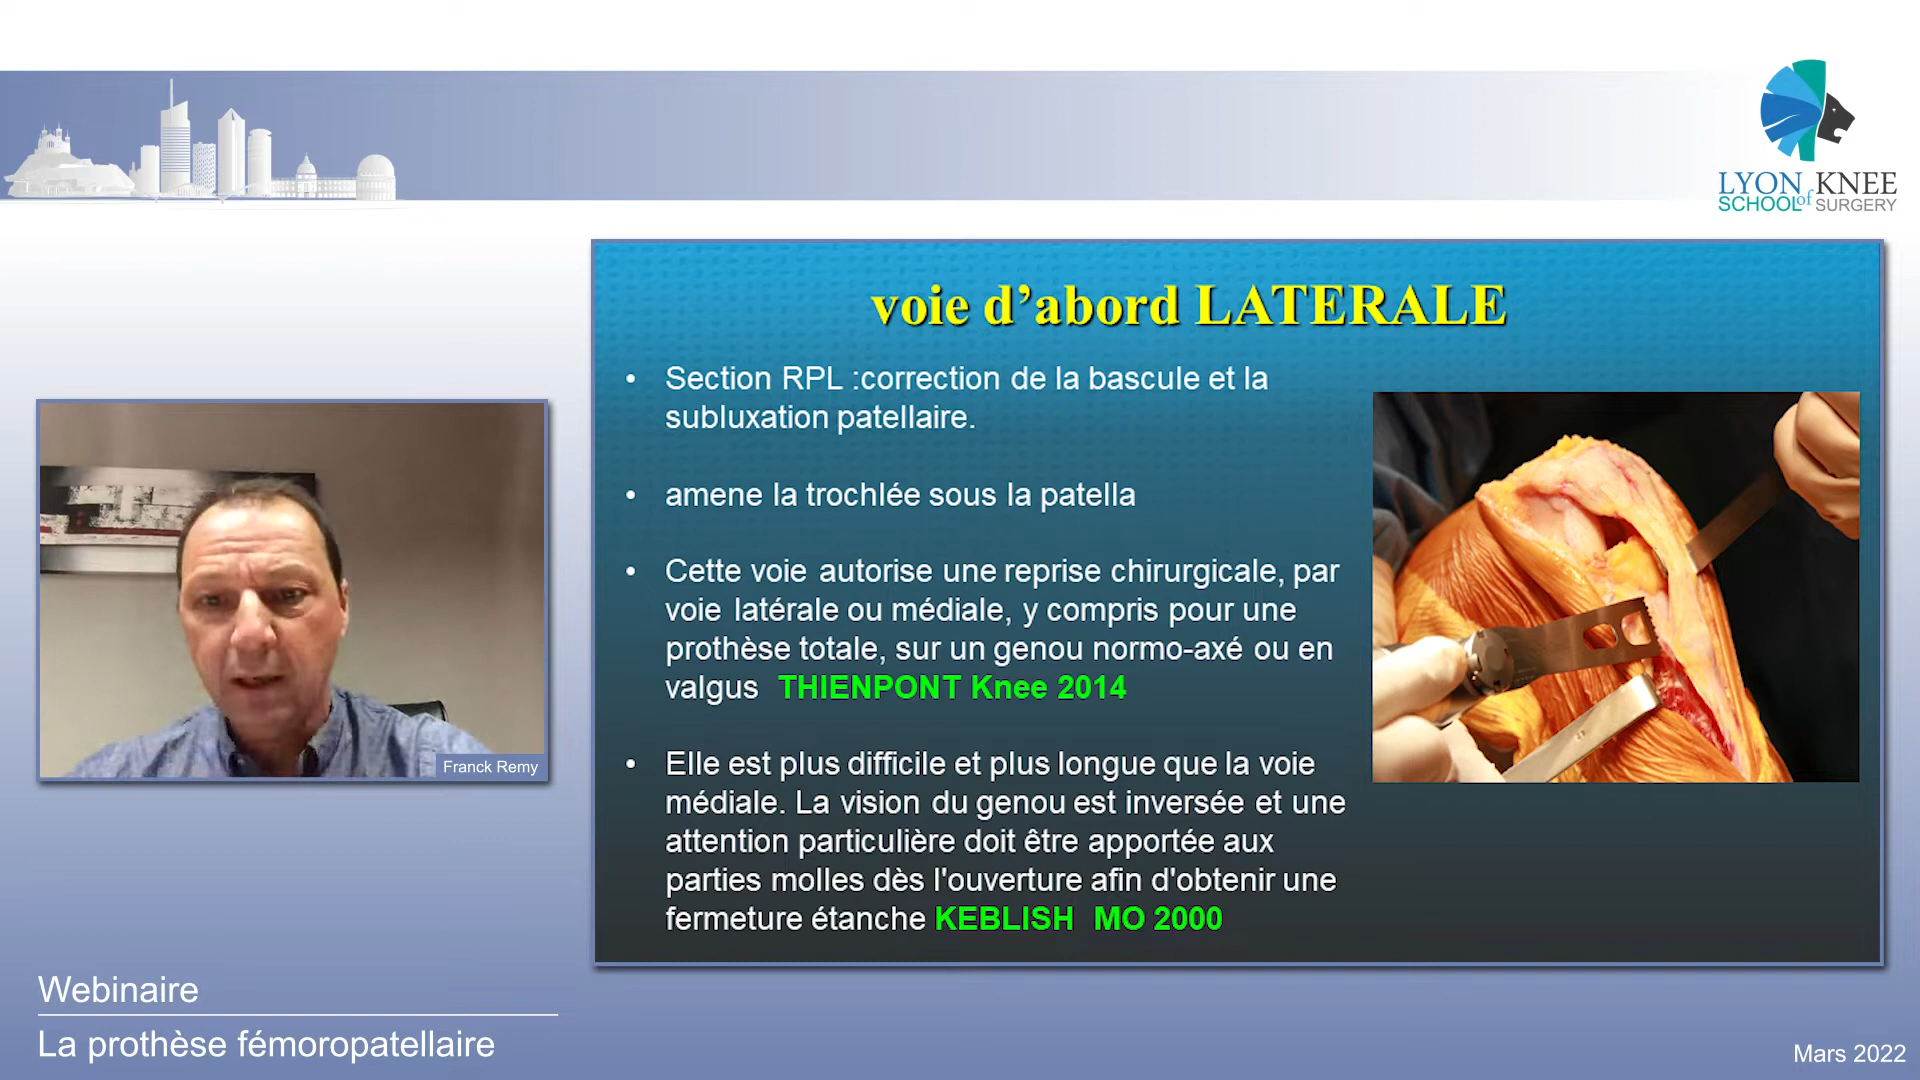 LYON of KNEE
SCHOOL SURGERY
voie d’abord LATERALE
• Section RPL :correction de la bascule et la
subluxation patellaire.
• amene la trochlée sous la patella
• Cette voie autorise une reprise chirurgicale, par
voie latérale ou médiale, y compris pour une
prothèse totale, sur un genou normo-axé ou en
valgus THIENPONT Knee 2014
• Elle est plus difficile et plus longue que la voie
médiale. La vision du genou est inversée et une
attention particulière doit être apportée aux
parties molles dès l'ouverture afin d'obtenir une
fermeture étanche KEBLISH MO 2000
Franck Remy
Webinaire
La prothèse fémoropatellaire
Mars 2022